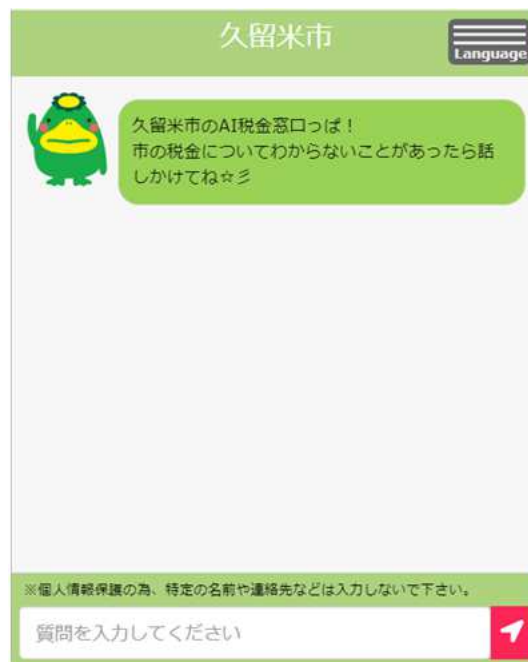 久留米市
Language
久留米市のAI税金窓口っぱ！
市の税金についてわからないことがあったら話
しかけてね☆彡
※個人情報保護の為、特定の名前や連絡先などは入力しないで下さい。
質問を入力してください